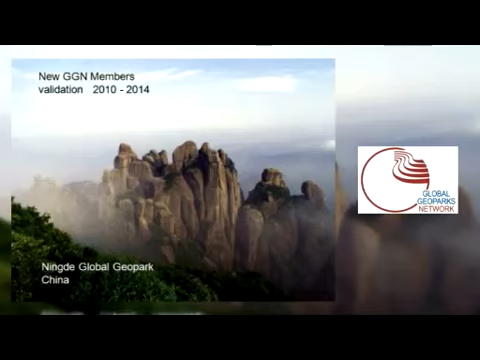 New GGN Members
validation 2010 - 2014
GLOBAL
GEOPARKS
NETWORK
Ningde Global Geopark
China